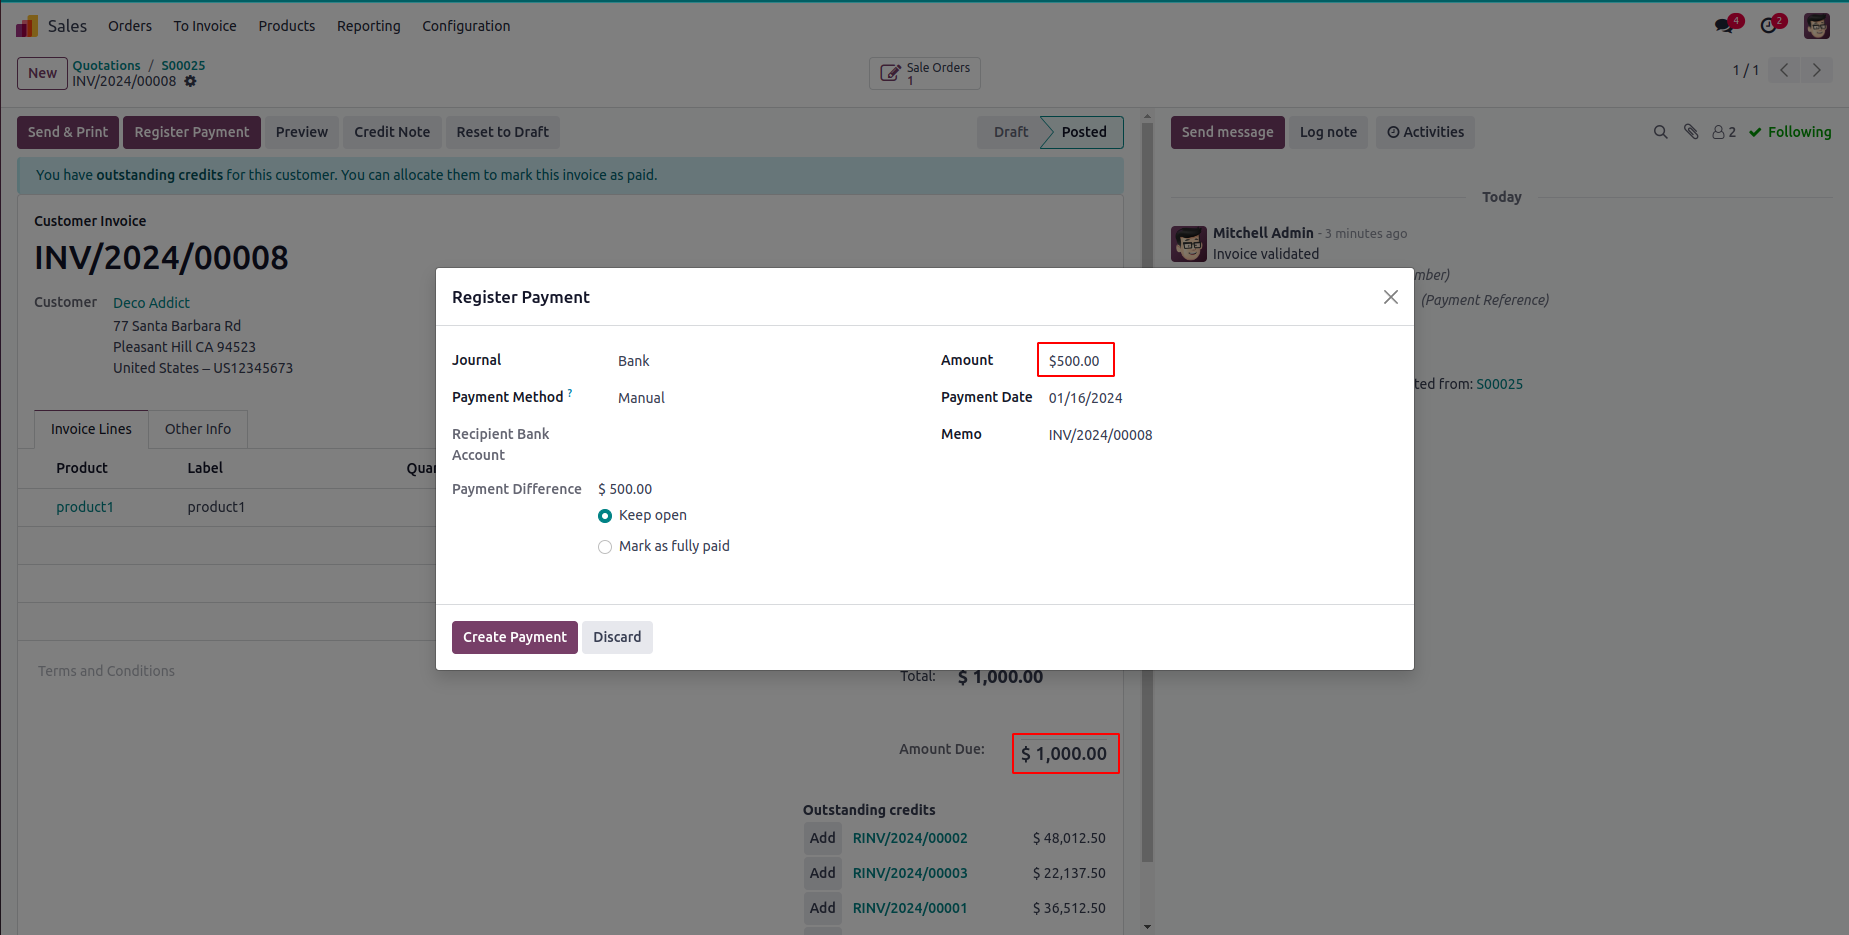 Sales Orders To Invoice Products Reporting Configuration 4 2
New Quotations / S00025
INV/2024/00008
Sale Orders
1
1 / 1
Send & Print Register Payment Preview Credit Note Reset to Draft Draft Posted
Send message Log note Activities 2 Following
You have outstanding credits for this customer. You can allocate them to mark this invoice as paid.
Today
Customer Invoice
INV/2024/00008
Mitchell Admin - 3 minutes ago
Invoice validated
mber)
(Payment Reference)
ted from: S00025
Customer Deco Addict
77 Santa Barbara Rd
Pleasant Hill CA 94523
United States – US12345673
Invoice Lines Other Info
Product Label Quan
product1 product1
Terms and Conditions
Register Payment
Journal Bank
Payment Method ? Manual
Recipient Bank
Account
Payment Difference $ 500.00
Keep open
Mark as fully paid
Amount $500.00
Payment Date 01/16/2024
Memo INV/2024/00008
Create Payment Discard
Total: $ 1,000.00
Amount Due: $ 1,000.00
Outstanding credits
Add RINV/2024/00002 $ 48,012.50
Add RINV/2024/00003 $ 22,137.50
Add RINV/2024/00001 $ 36,512.50